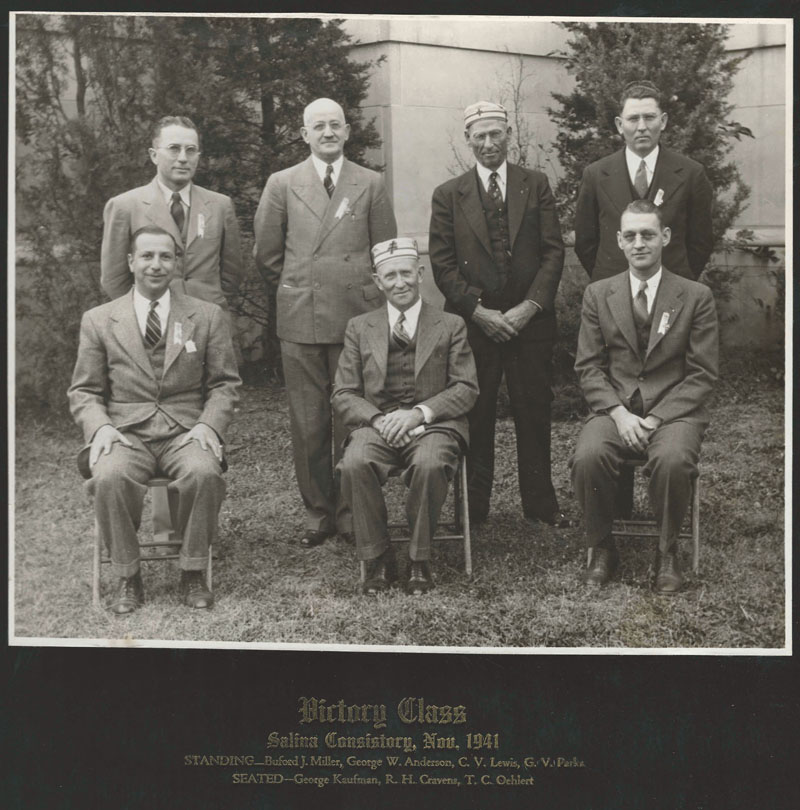 Victory Class
Salina Consistory, Nov. 1941
STANDING—Buford J. Miller, George W. Anderson, C. V. Lewis, G. V. Parks
SEATED—George Kaufman, R. H. Cravens, T. C. Oehlert